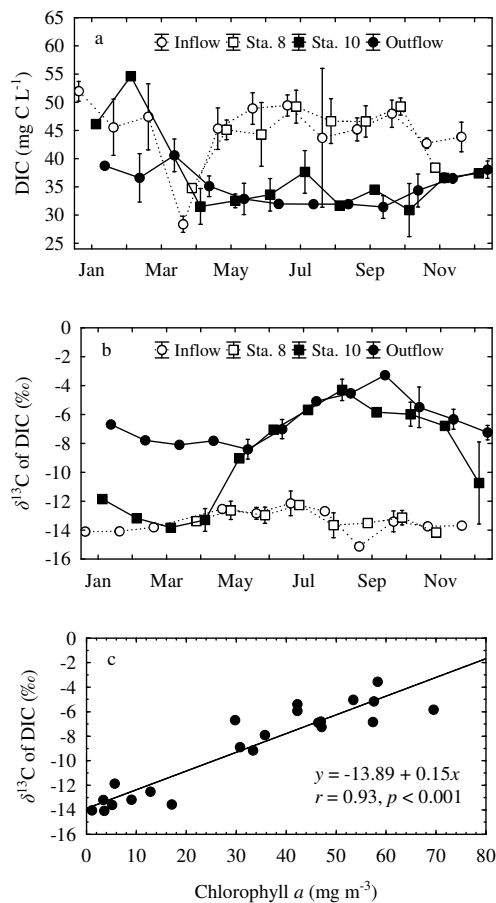 65
60
55
50
45
40
35
30
25
DIC (mg C L-1)
a
Inflow Sta. 8 Sta. 10 Outflow
Jan Mar May Jul Sep Nov
0
-2
-4
-6
-8
-10
-12
-14
-16
δ13C of DIC (‰)
b
Inflow Sta. 8 Sta. 10 Outflow
Jan Mar May Jul Sep Nov
0
-2
-4
-6
-8
-10
-12
-14
-16
δ13C of DIC (‰)
c
y = -13.89 + 0.15x
r = 0.93, p < 0.001
0 10 20 30 40 50 60 70 80
Chlorophyll a (mg m-3)